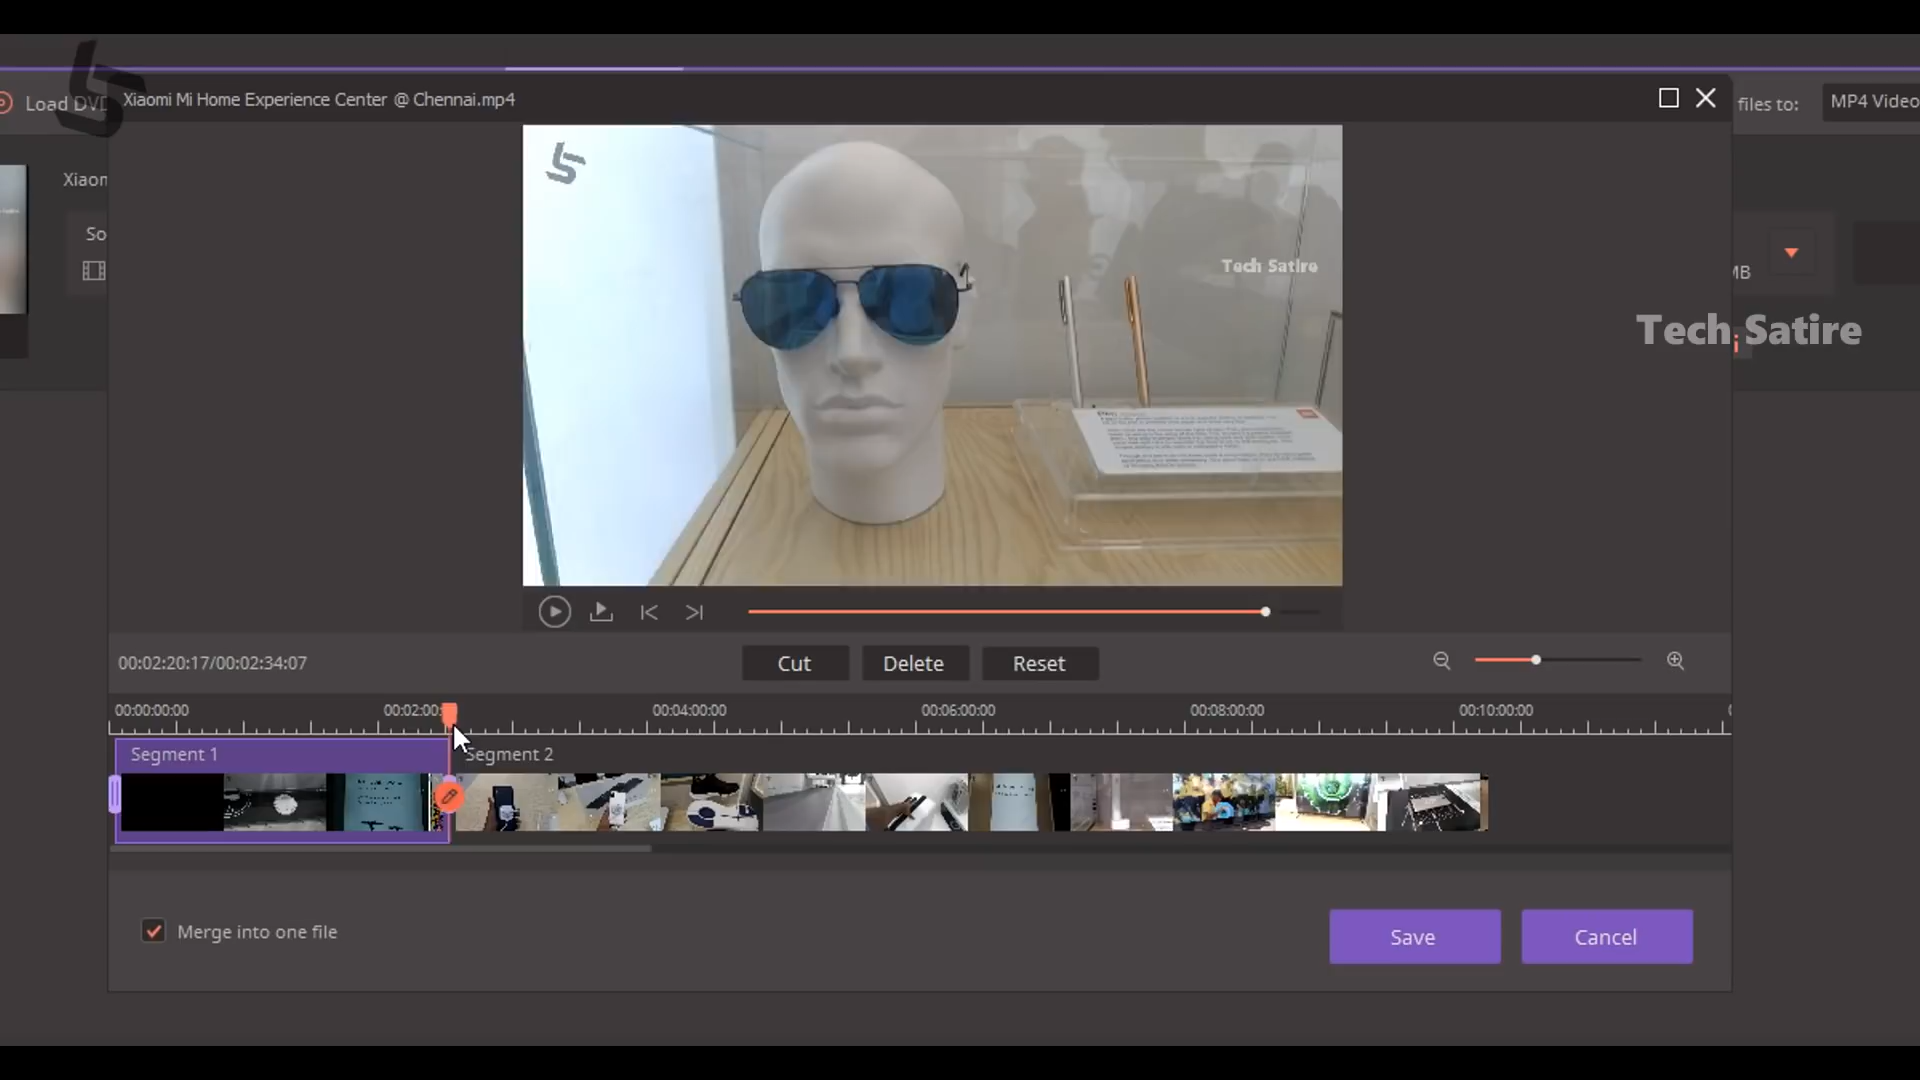 Load DVD
Xiaomi Mi Home Experience Center @ Chennai.mp4
files to:
MP4 Video
Xiaon
So
MB
Tech Satire
Tech Satire
Pen
00:02:20:17/00:02:34:07
Cut
Delete
Reset
00:00:00:00
00:02:00:
00:04:00:00
00:06:00:00
00:08:00:00
00:10:00:00
Segment 1
Segment 2
Merge into one file
Save
Cancel